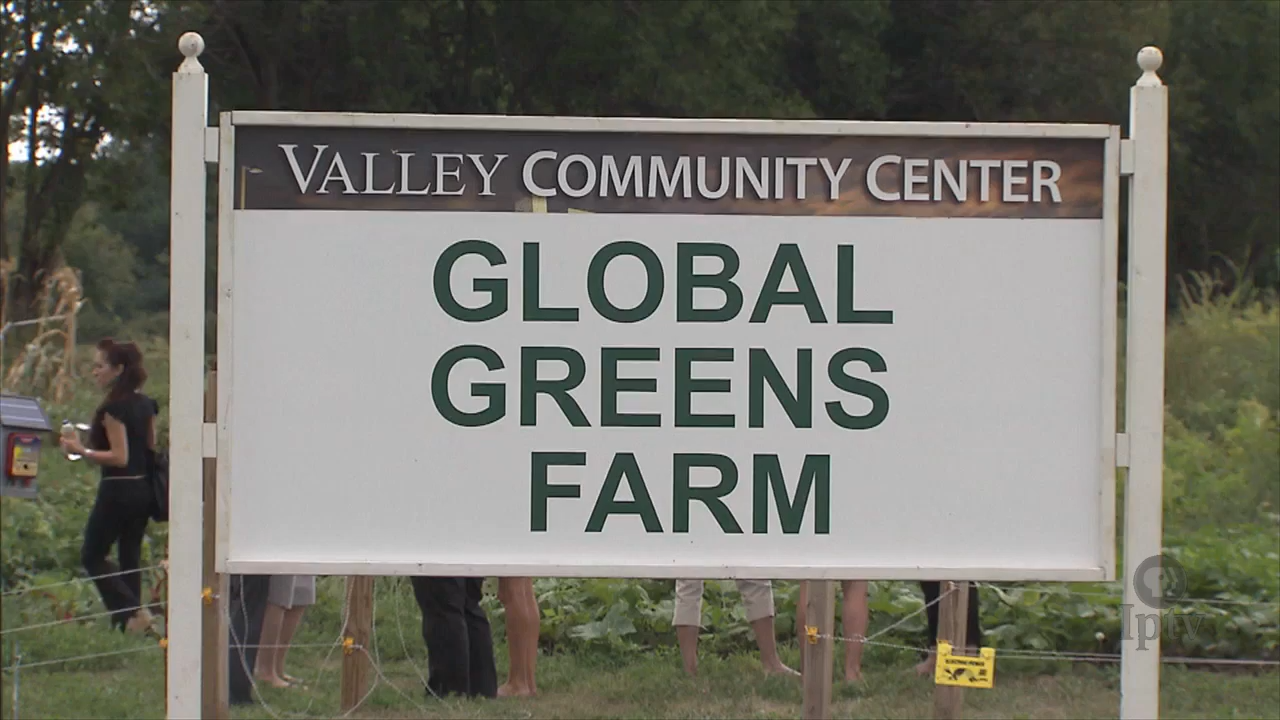 VALLEY COMMUNITY CENTER
GLOBAL
GREENS
FARM
Iptv